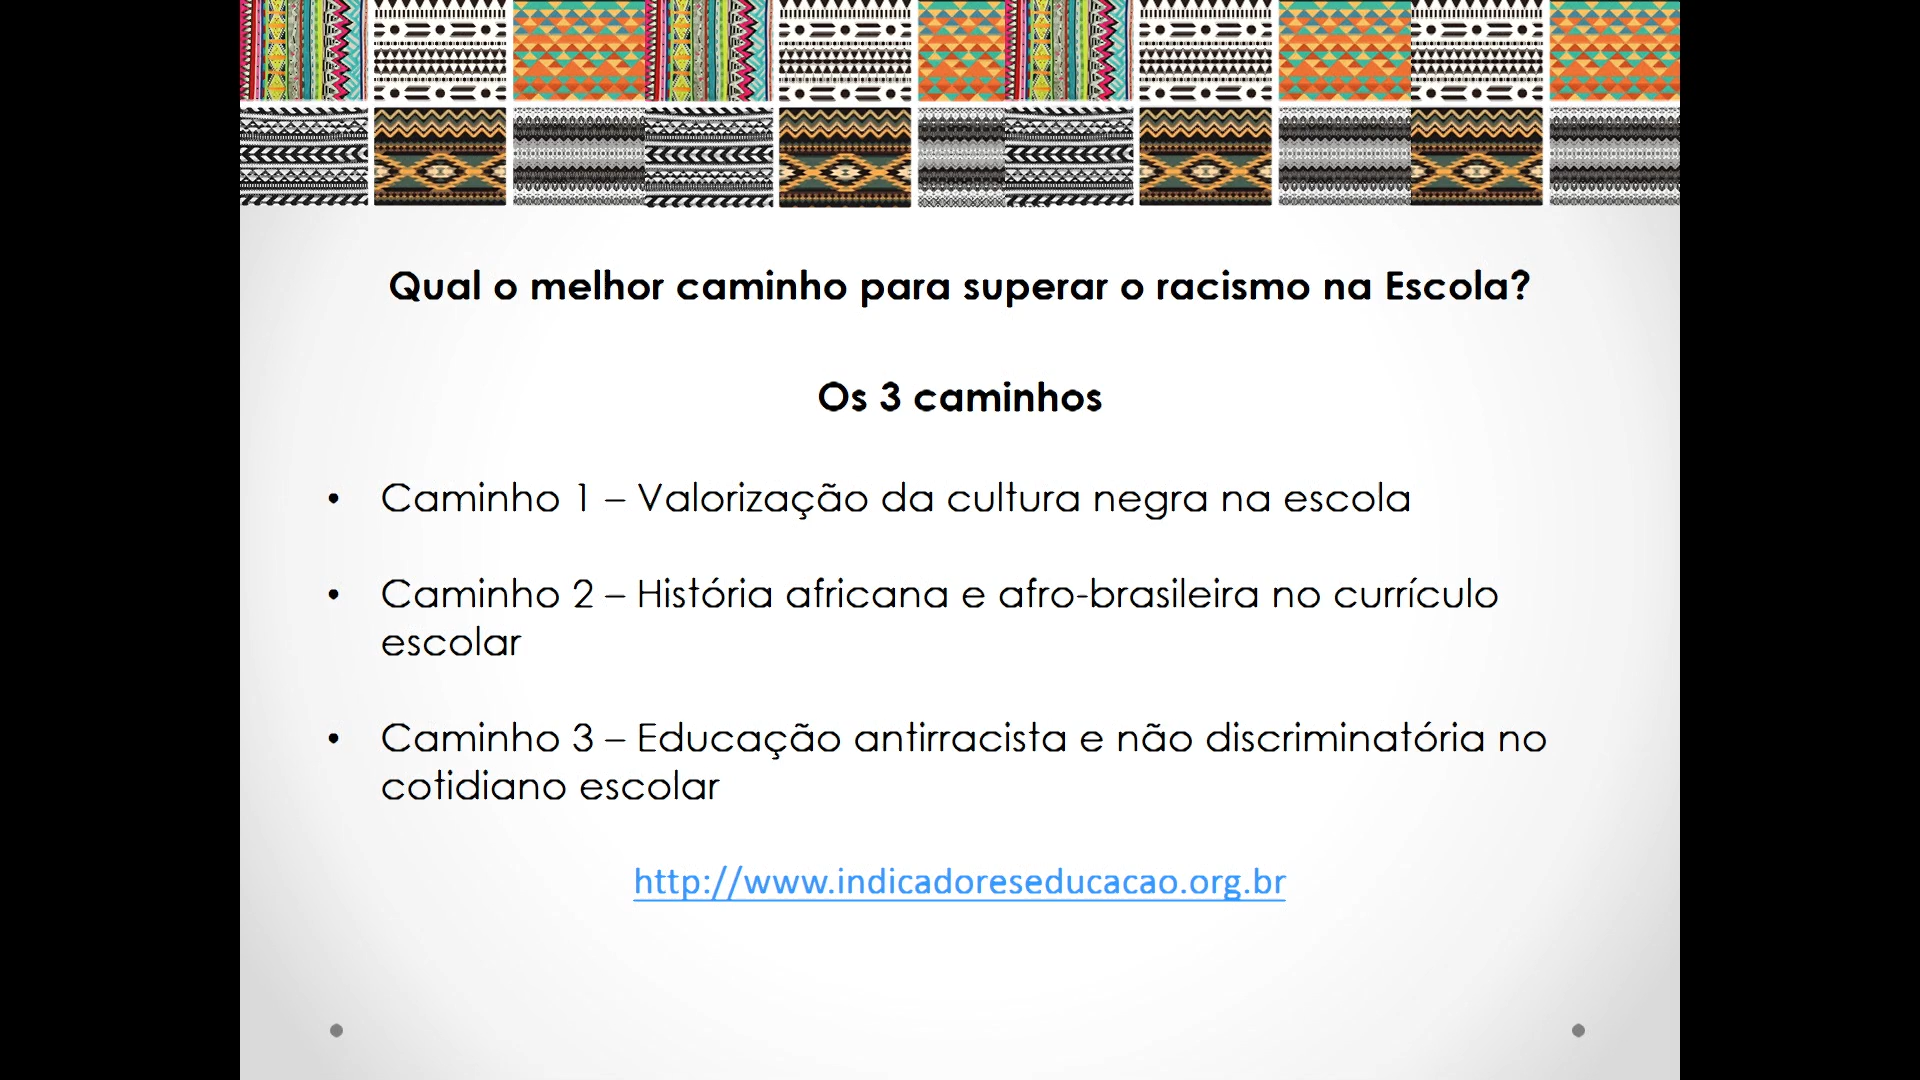 Qual o melhor caminho para superar o racismo na Escola?
Os 3 caminhos
• Caminho 1 – Valorização da cultura negra na escola
• Caminho 2 – História africana e afro-brasileira no currículo
escolar
• Caminho 3 – Educação antirracista e não discriminatória no
cotidiano escolar
http://www.indicadoreseducacao.org.br